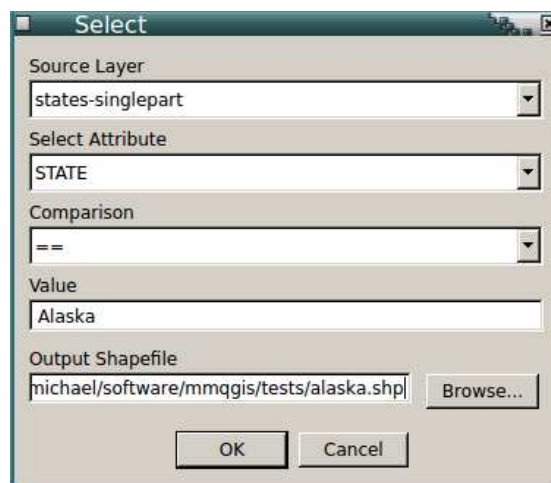 Select
Source Layer
states-singlepart
Select Attribute
STATE
Comparison
==
Value
Alaska
Output Shapefile
michael/software/mmqgis/tests/alaska.shp
Browse...
OK Cancel